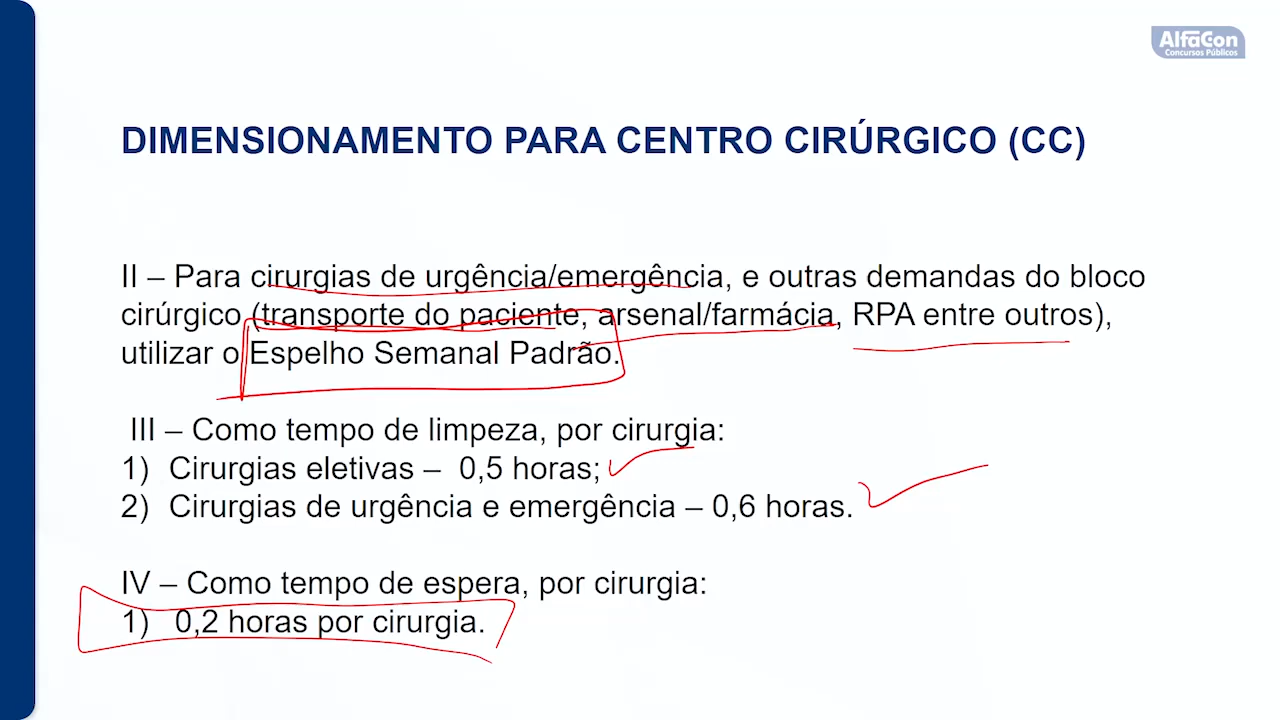 AlfaCon
Concursos Públicos
DIMENSIONAMENTO PARA CENTRO CIRÚRGICO (CC)
II – Para cirurgias de urgência/emergência, e outras demandas do bloco
cirúrgico (transporte do paciente, arsenal/farmácia, RPA entre outros),
utilizar o Espelho Semanal Padrão.
III – Como tempo de limpeza, por cirurgia:
1) Cirurgias eletivas – 0,5 horas;
2) Cirurgias de urgência e emergência – 0,6 horas.
IV – Como tempo de espera, por cirurgia:
1) 0,2 horas por cirurgia.